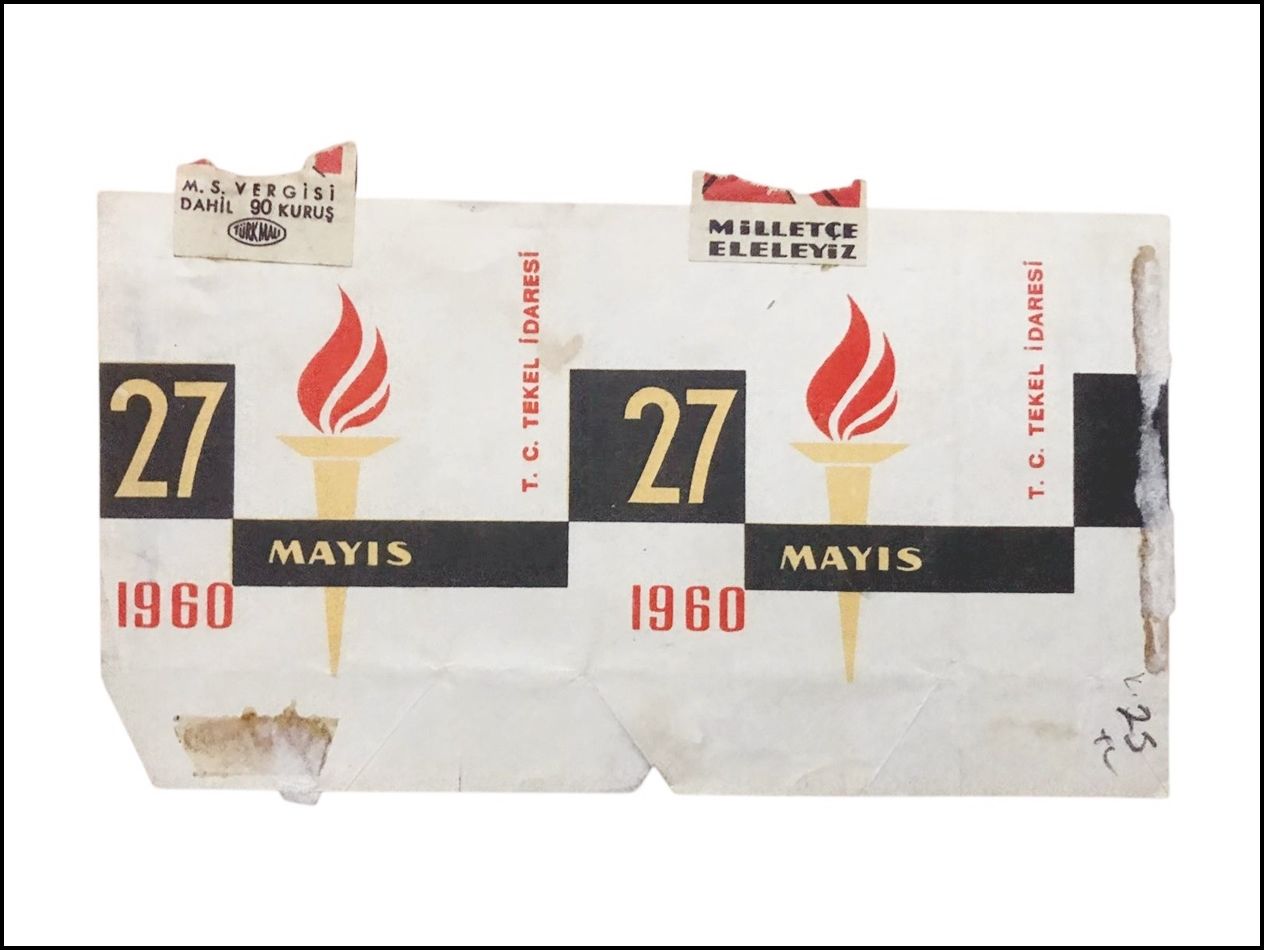 M. S. VERGİSİ
DAHİL 90 KURUŞ
TÜRK MALI
MİLLETÇE
ELELEYİZ
27
MAYIS
1960
T. C. TEKEL İDARESİ
27
MAYIS
1960
T. C. TEKEL İDARESİ
25